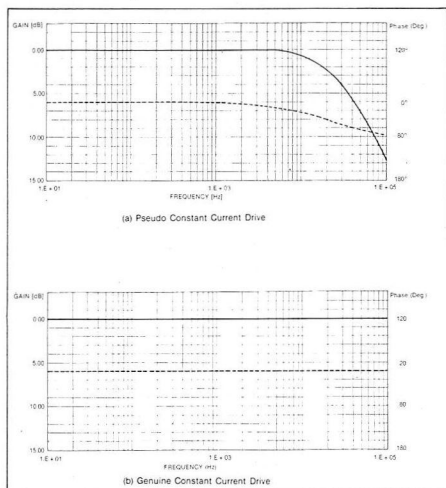 GAIN [dB] Phase (Deg.)
0.00 120°
5.00 0°
10.00 60°
15.00 180°
1.E + 01 1.E + 03 1.E + 05
FREQUENCY [Hz]
(a) Pseudo Constant Current Drive
GAIN [dB] Phase (Deg)
0.00 120
5.00 20
10.00 60
15.00 180
1.E + 01 1.E + 03 1.E + 05
FREQUENCY (Hz)
(b) Genuine Constant Current Drive